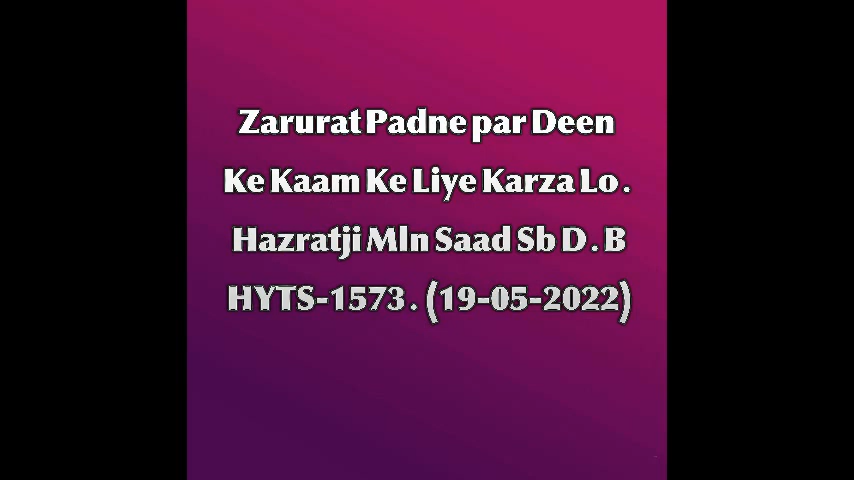 Zarurat Padne par Deen
Ke Kaam Ke Liye Karza Lo .
Hazratji Mln Saad Sb D . B
HYTS-1573 . (19-05-2022)